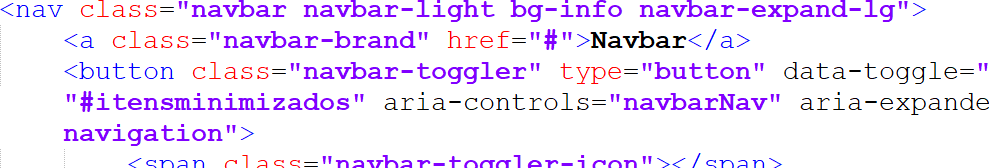 <nav class="navbar navbar-light bg-info navbar-expand-lg">
<a class="navbar-brand" href="#">Navbar</a>
<button class="navbar-toggler" type="button" data-toggle="
"#itensminimizados" aria-controls="navbarNav" aria-expande
navigation">
<span class="navbar-toggler-icon"></span>